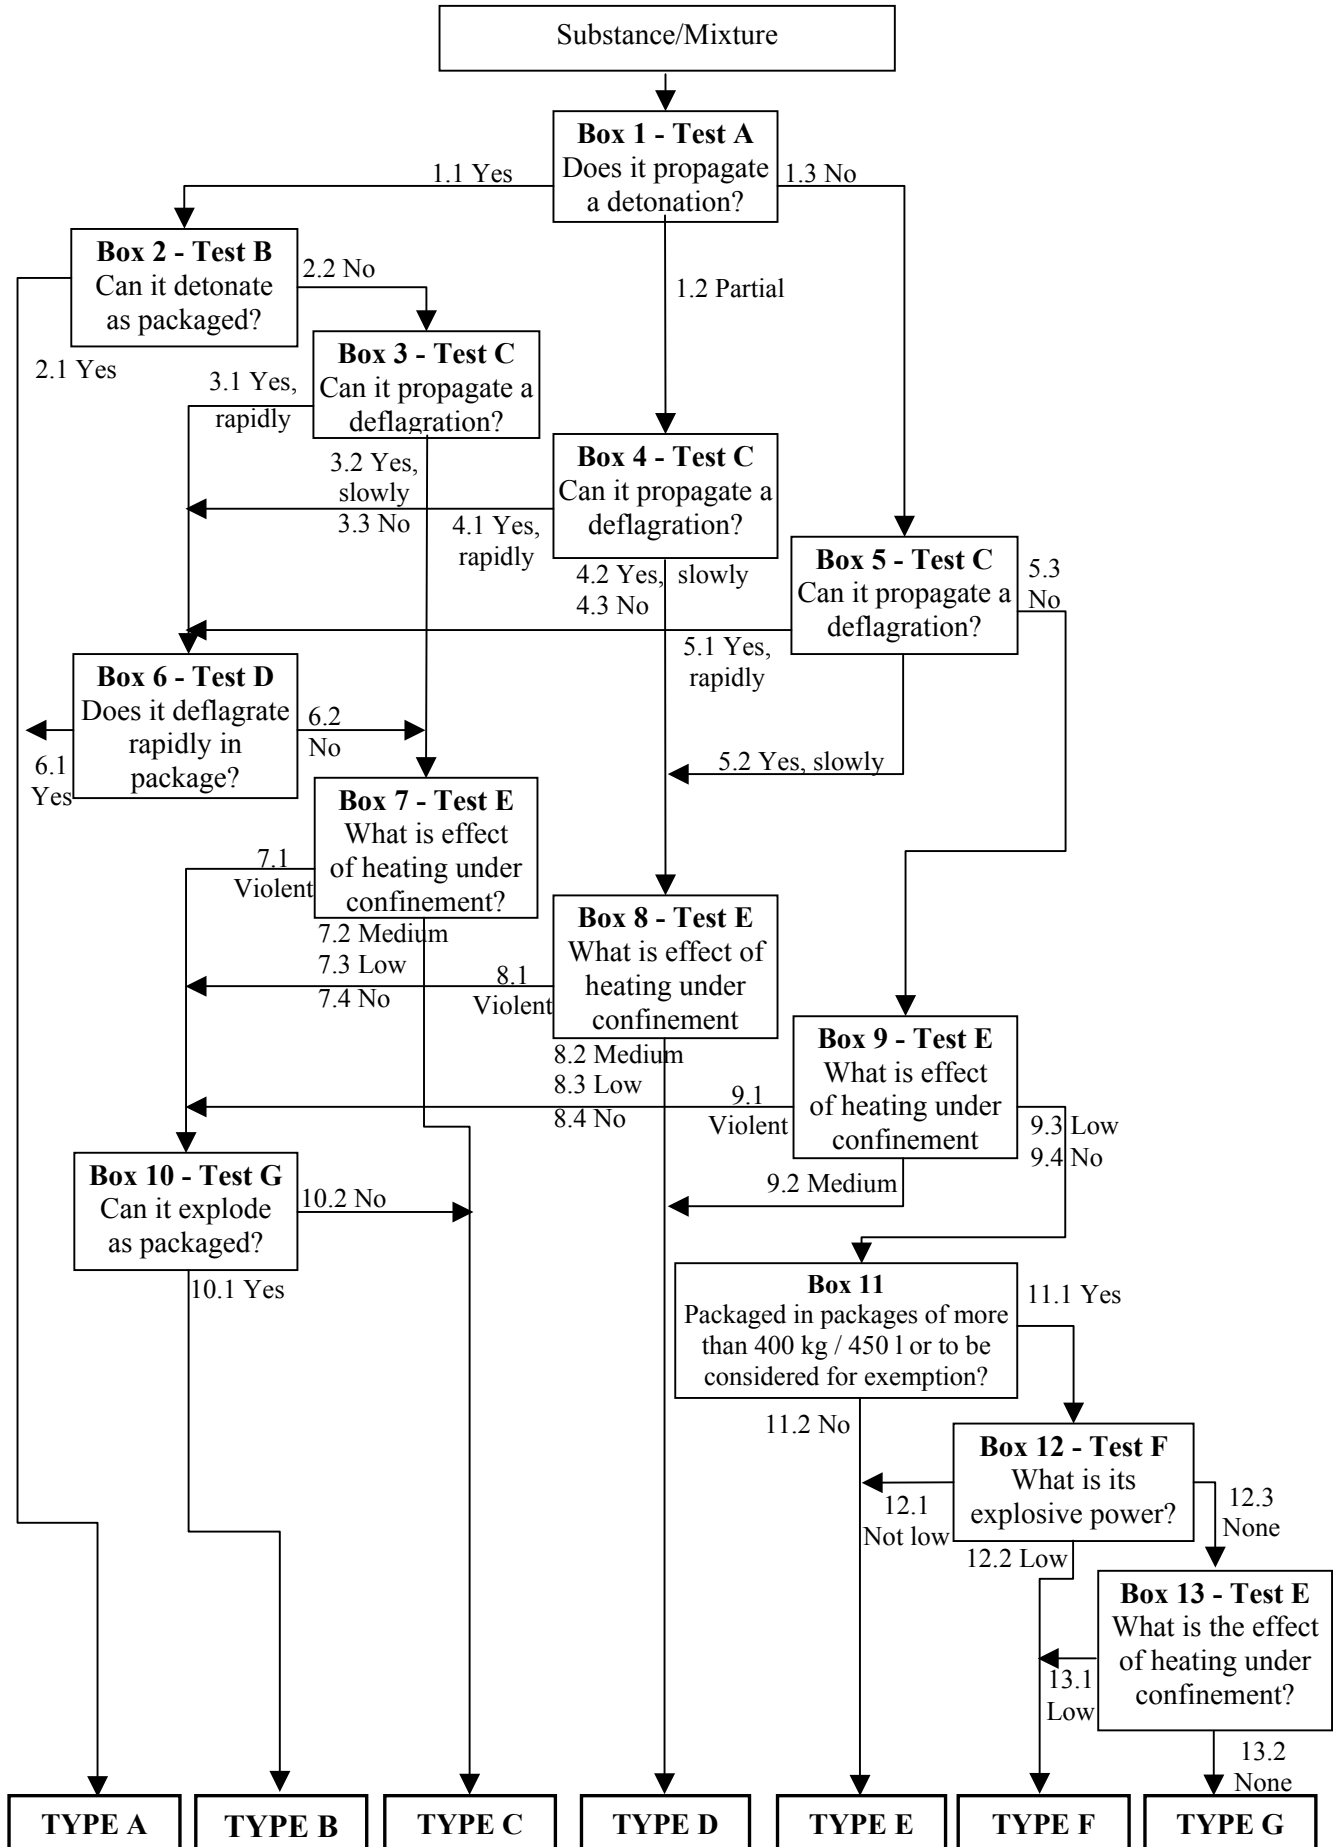 Substance/Mixture
Box 1 - Test A
Does it propagate
a detonation?
1.1 Yes
1.3 No
Box 2 - Test B
Can it detonate
as packaged?
2.2 No
1.2 Partial
2.1 Yes
Box 3 - Test C
Can it propagate a
deflagration?
3.1 Yes,
rapidly
3.2 Yes,
slowly
3.3 No
Box 4 - Test C
Can it propagate a
deflagration?
4.1 Yes,
rapidly
4.2 Yes, slowly
4.3 No
Box 5 - Test C
Can it propagate a
deflagration?
5.3
No
5.1 Yes,
rapidly
5.2 Yes, slowly
Box 6 - Test D
Does it deflagrate
rapidly in
package?
6.2
No
6.1
Yes
Box 7 - Test E
What is effect
of heating under
confinement?
7.1
Violent
7.2 Medium
7.3 Low
7.4 No
Box 8 - Test E
What is effect of
heating under
confinement
8.1
Violent
8.2 Medium
8.3 Low
8.4 No
Box 9 - Test E
What is effect
of heating under
confinement
9.1
Violent
9.3 Low
9.4 No
9.2 Medium
Box 10 - Test G
Can it explode
as packaged?
10.2 No
10.1 Yes
Box 11
Packaged in packages of more
than 400 kg / 450 l or to be
considered for exemption?
11.1 Yes
11.2 No
Box 12 - Test F
What is its
explosive power?
12.1
Not low
12.2 Low
12.3
None
Box 13 - Test E
What is the effect
of heating under
confinement?
13.1
Low
13.2
None
TYPE A
TYPE B
TYPE C
TYPE D
TYPE E
TYPE F
TYPE G